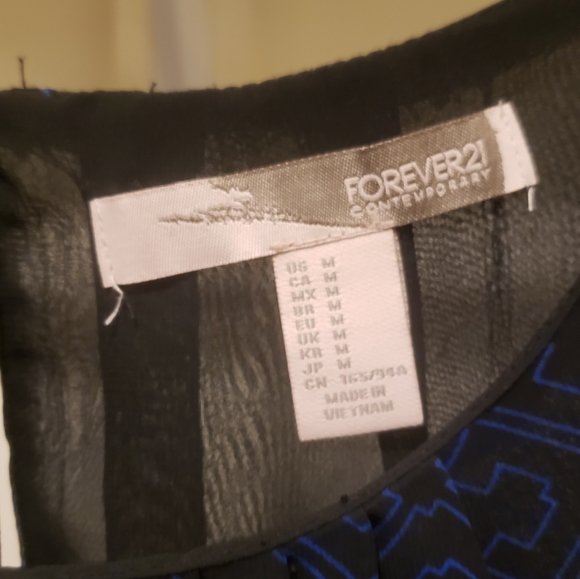 FOREVER21
CONTEMPORARY
US M
CA M
MX M
BR M
EU M
UK M
KR M
JP M
CN 165/94A
MADE IN
VIETNAM